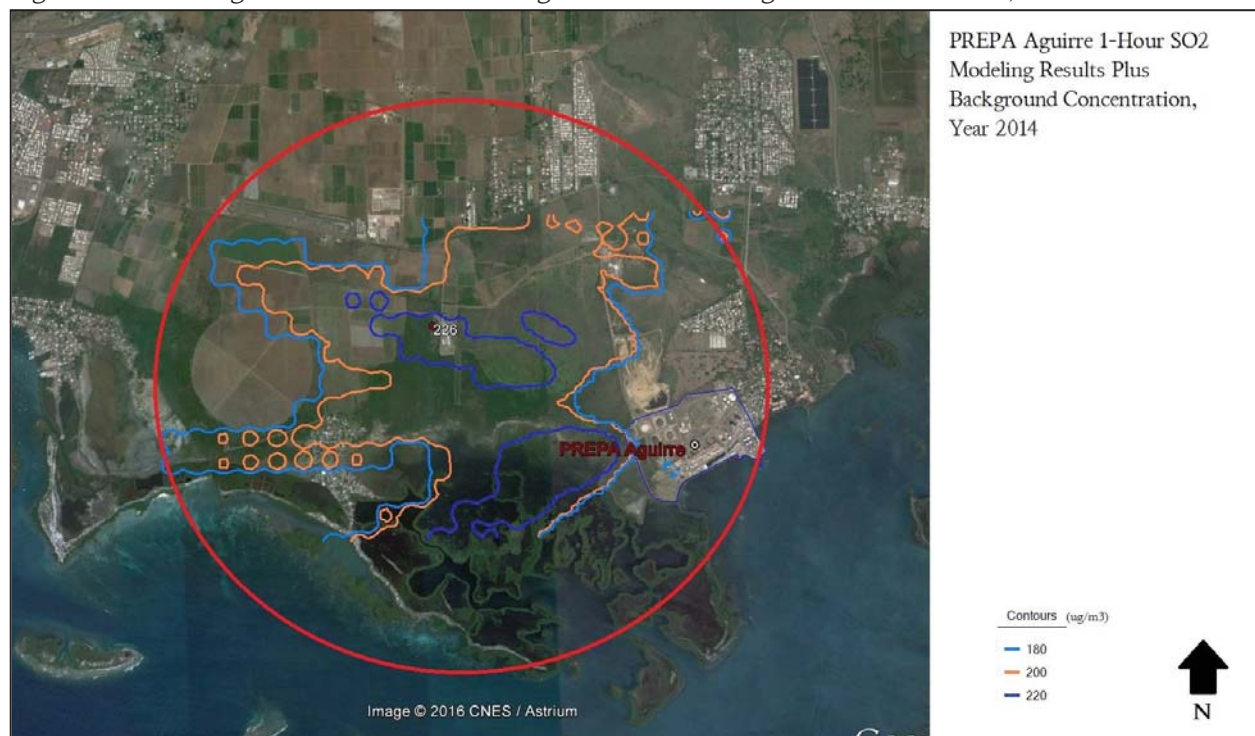 PREPA Aguirre 1-Hour SO2
Modeling Results Plus
Background Concentration,
Year 2014
226
PREPA Aguirre
Contours (ug/m3)
180
200
220
N
Image © 2016 CNES / Astrium